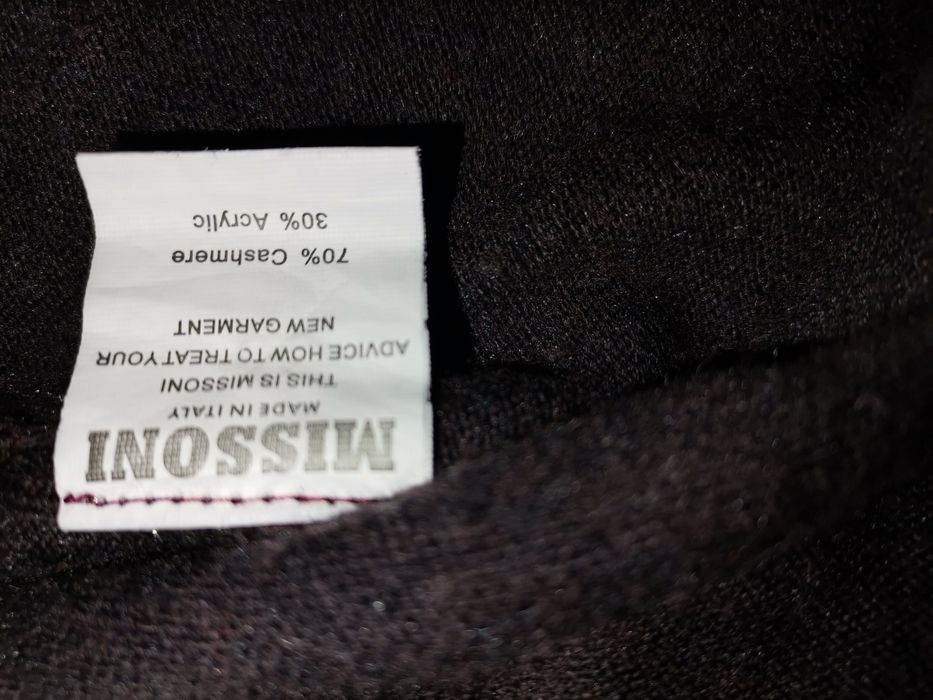 MISSONI
MADE IN ITALY
THIS IS MISSONI
ADVICE HOW TO TREAT YOUR
NEW GARMENT
70% Cashmere
30% Acrylic